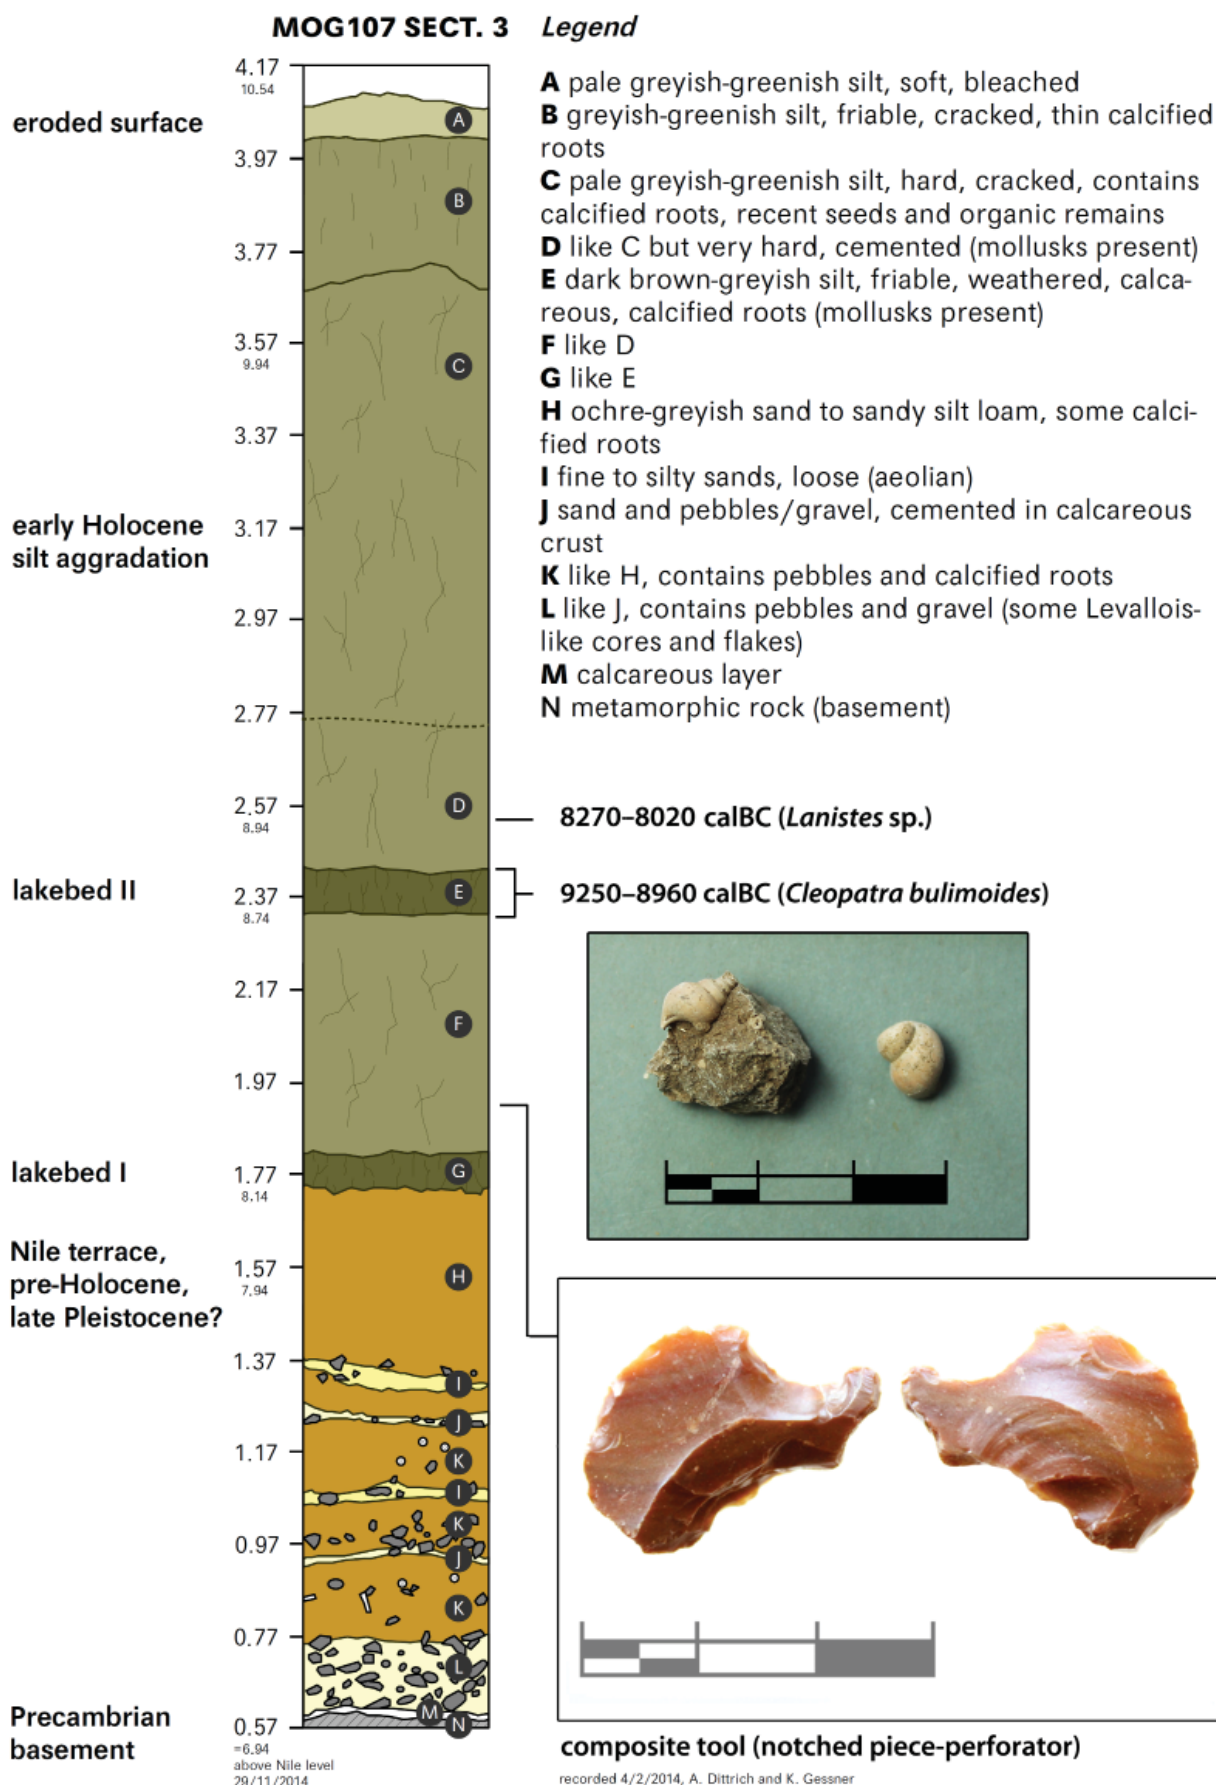 MOG107 SECT. 3
Legend
A pale greyish-greenish silt, soft, bleached
B greyish-greenish silt, friable, cracked, thin calcified
roots
C pale greyish-greenish silt, hard, cracked, contains
calcified roots, recent seeds and organic remains
D like C but very hard, cemented (mollusks present)
E dark brown-greyish silt, friable, weathered, calca-
reous, calcified roots (mollusks present)
F like D
G like E
H ochre-greyish sand to sandy silt loam, some calci-
fied roots
I fine to silty sands, loose (aeolian)
J sand and pebbles/gravel, cemented in calcareous
crust
K like H, contains pebbles and calcified roots
L like J, contains pebbles and gravel (some Levallois-
like cores and flakes)
M calcareous layer
N metamorphic rock (basement)
4.17
10.54
eroded surface
A
3.97
B
3.77
3.57
9.94
C
3.37
early Holocene
silt aggradation
3.17
2.97
2.77
2.57
8.94
D
8270–8020 calBC (Lanistes sp.)
lakebed II
2.37
8.74
E
9250–8960 calBC (Cleopatra bulimoides)
2.17
F
1.97
lakebed I
1.77
8.14
G
Nile terrace,
pre-Holocene,
late Pleistocene?
1.57
7,94
H
1.37
I
J
1.17
K
I
K
0.97
J
K
0.77
L
M
N
Precambrian
basement
0.57
=6.94
above Nile level
29/11/2014
composite tool (notched piece-perforator)
recorded 4/2/2014, A. Dittrich and K. Gessner